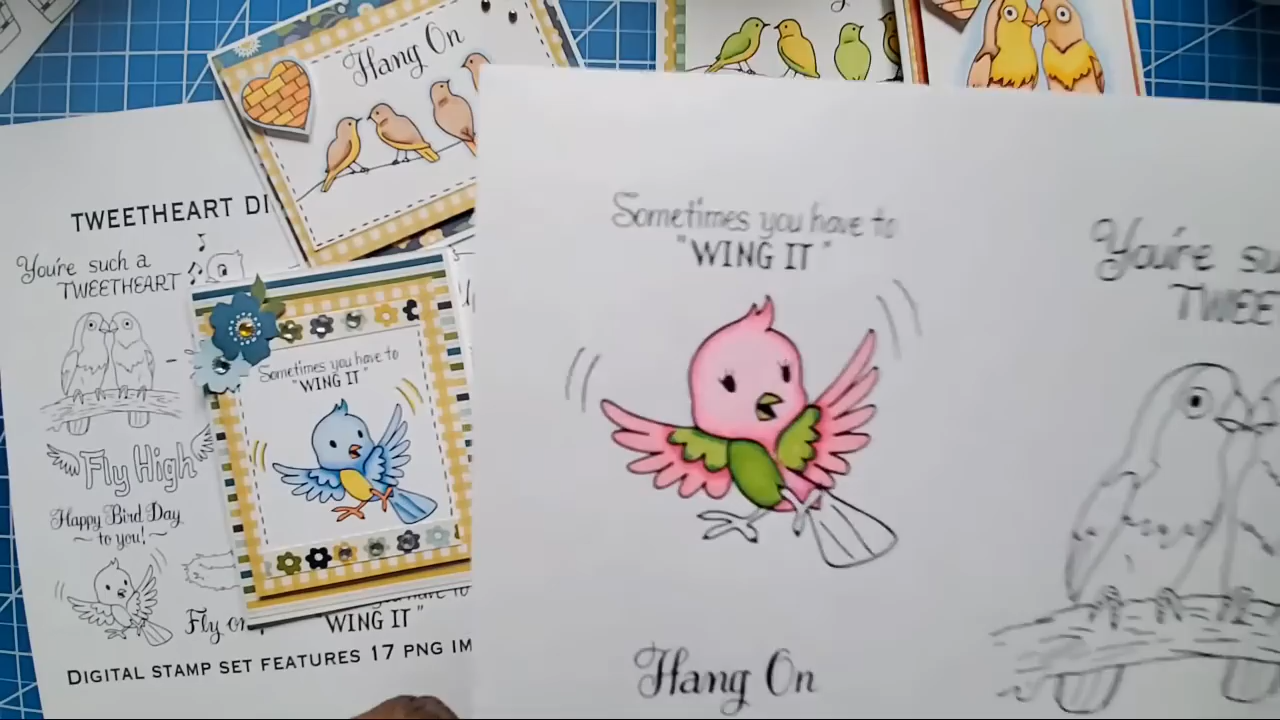 Hang On
TWEETHEART DI
You're such a
TWEETHEART
Fly High
Happy Bird Day
to you!
Fly on,
WING IT"
DIGITAL STAMP SET FEATURES 17 PNG IM
Sometimes you have to
"WING IT"
Sometimes you have to
"WING IT"
Hang On
You're su
TWEE